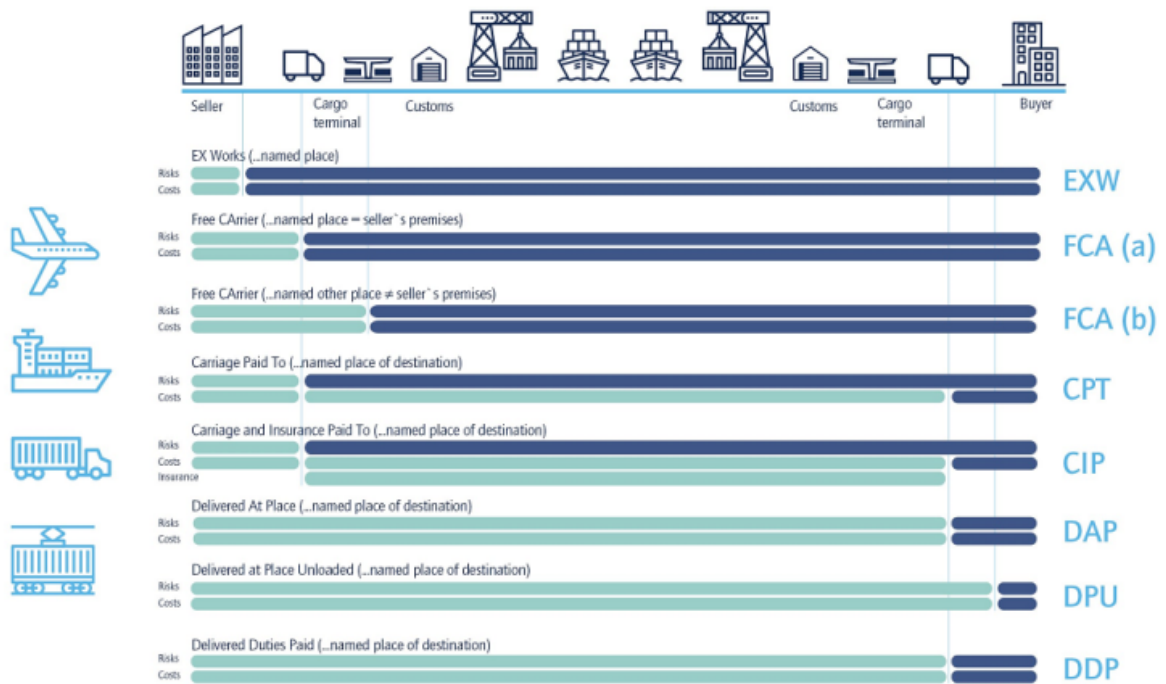 Seller
Cargo terminal
Customs
Customs
Cargo terminal
Buyer
EX Works (...named place)
Risks
Costs
EXW
Free CArrier (...named place = seller`s premises)
Risks
Costs
FCA (a)
Free CArrier (...named other place ≠ seller`s premises)
Risks
Costs
FCA (b)
Carriage Paid To (...named place of destination)
Risks
Costs
CPT
Carriage and Insurance Paid To (...named place of destination)
Risks
Costs
Insurance
CIP
Delivered At Place (...named place of destination)
Risks
Costs
DAP
Delivered at Place Unloaded (...named place of destination)
Risks
Costs
DPU
Delivered Duties Paid (...named place of destination)
Risks
Costs
DDP